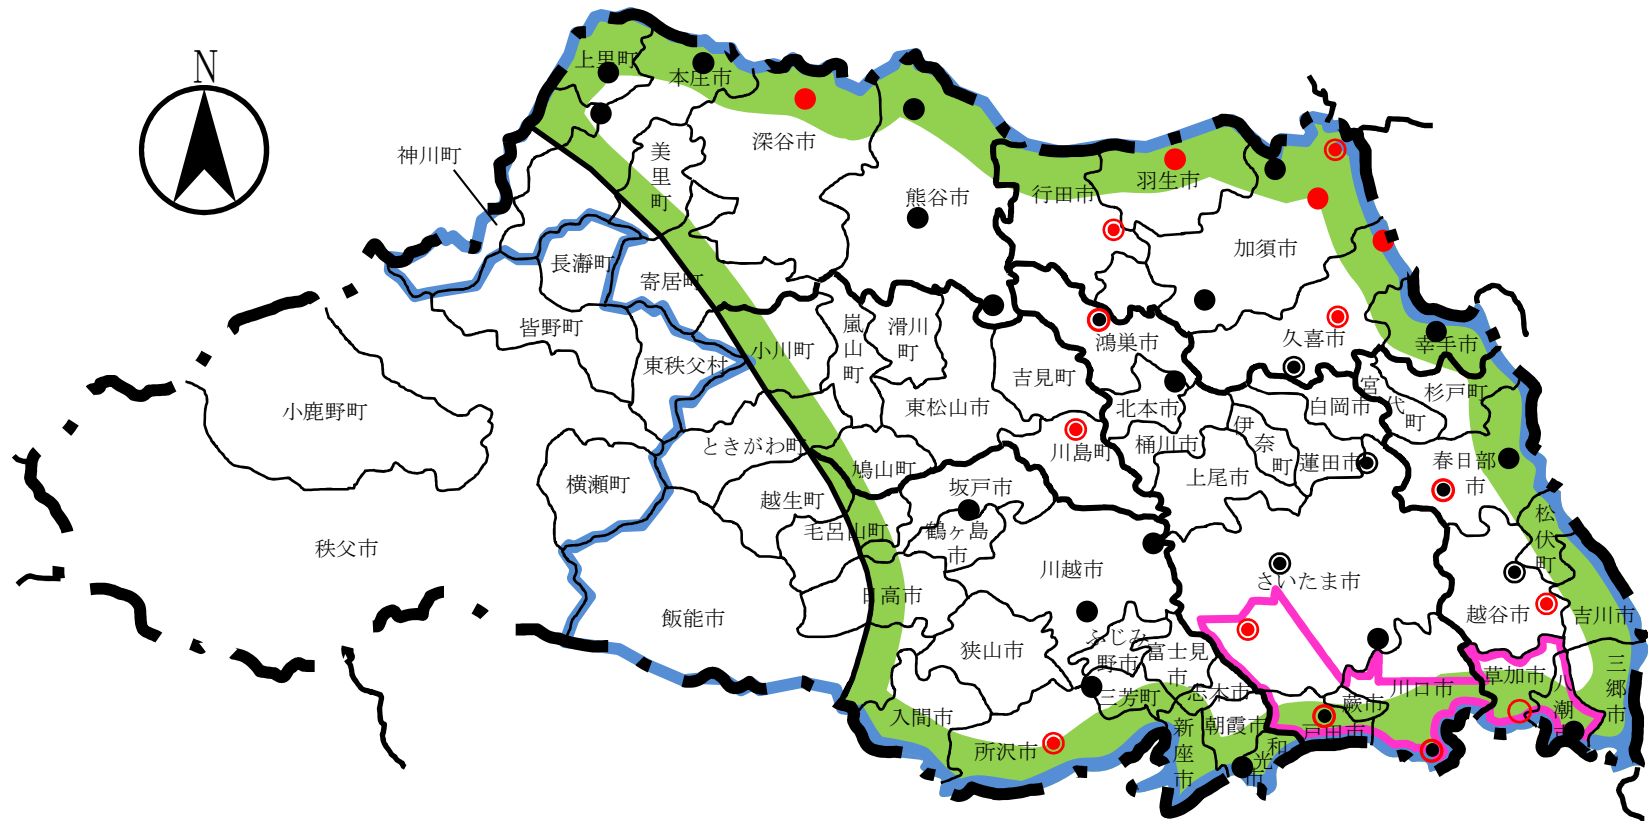 N
上里町
本庄市
神川町
美里町
深谷市
熊谷市
行田市
羽生市
加須市
長瀞町
寄居町
皆野町
東秩父村
小川町
嵐山町
滑川町
吉見町
鴻巣市
久喜市
幸手市
小鹿野町
東松山市
北本市
白岡市
宮代町
杉戸町
ときがわ町
鳩山町
川島町
桶川市
伊奈町
上尾市
蓮田市
春日部市
横瀬町
越生町
坂戸市
毛呂山町
鶴ヶ島市
松伏町
秩父市
川越市
さいたま市
日高市
飯能市
越谷市
吉川市
狭山市
ふじみ野市
富士見市
三芳町
志木市
入間市
所沢市
新座市
朝霞市
和光市
戸田市
蕨市
川口市
草加市
八潮市
三郷市